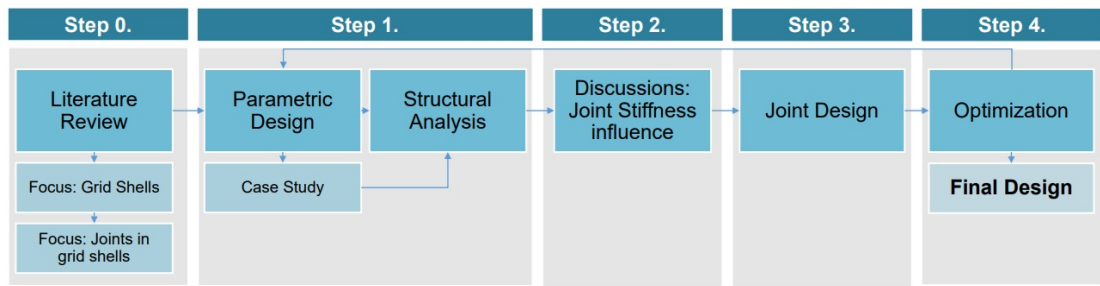 Step 0.
Step 1.
Step 2.
Step 3.
Step 4.
Literature
Review
Parametric
Design
Structural
Analysis
Discussions:
Joint Stiffness
influence
Joint Design
Optimization
Focus: Grid Shells
Case Study
Final Design
Focus: Joints in
grid shells